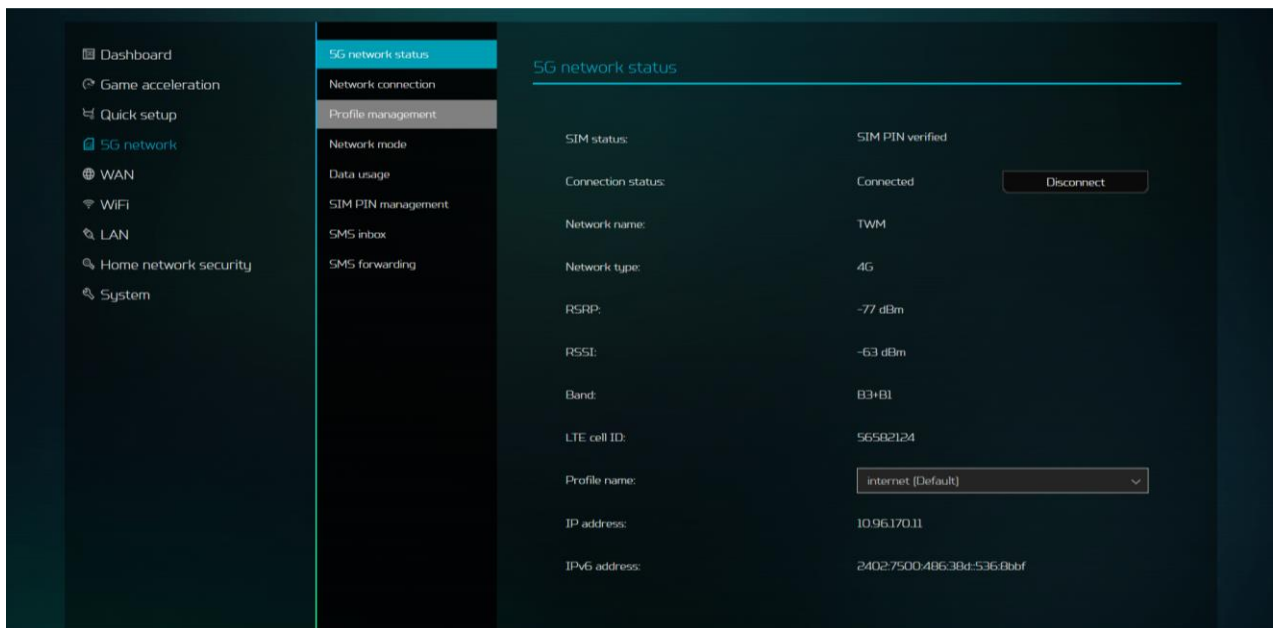 Dashboard
Game acceleration
Quick setup
5G network
WAN
WiFi
LAN
Home network security
System
5G network status
Network connection
Profile management
Network mode
Data usage
SIM PIN management
SMS inbox
SMS forwarding
5G network status
SIM status: SIM PIN verified
Connection status: Connected Disconnect
Network name: TWM
Network type: 4G
RSRP: -77 dBm
RSSI: -63 dBm
Band: B3+B1
LTE cell ID: 56582124
Profile name: internet (Default)
IP address: 10.96.170.11
IPv6 address: 2402:7500:486:38d::536:8bbf